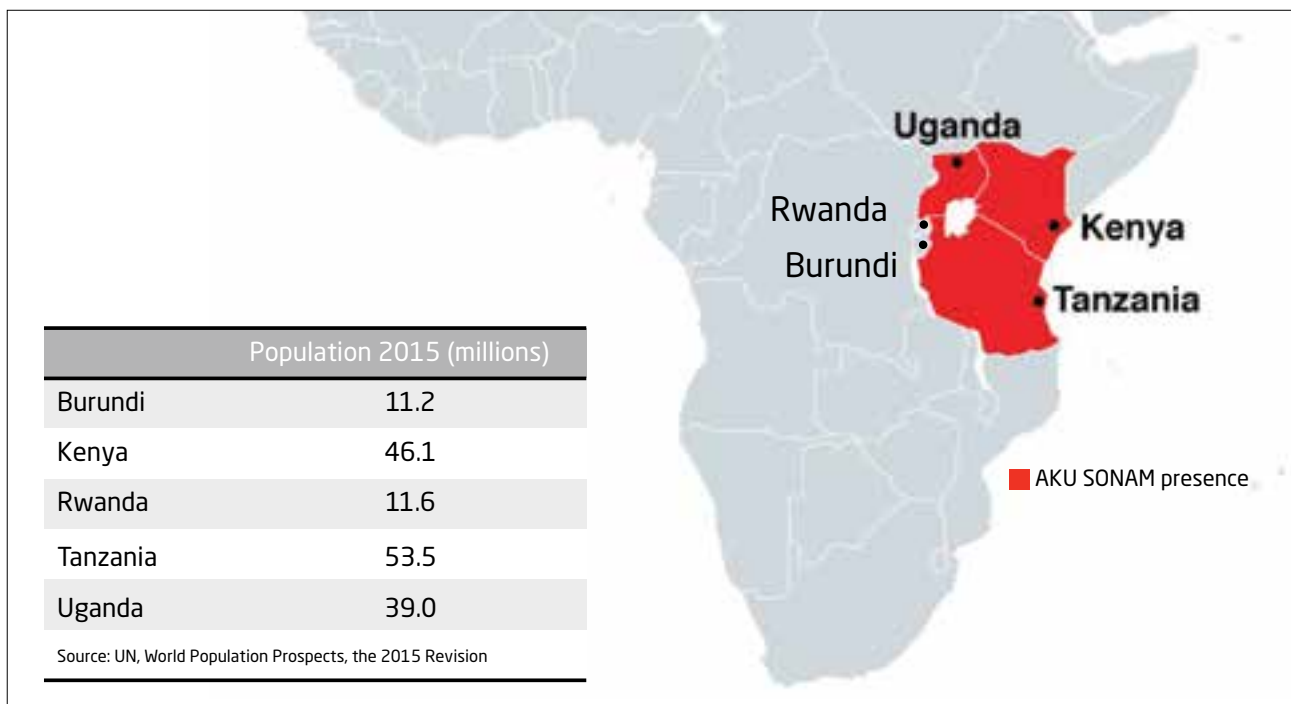 Uganda
Rwanda
Kenya
Burundi
Tanzania
AKU SONAM presence
Population 2015 (millions)
Burundi 11.2
Kenya 46.1
Rwanda 11.6
Tanzania 53.5
Uganda 39.0
Source: UN, World Population Prospects, the 2015 Revision